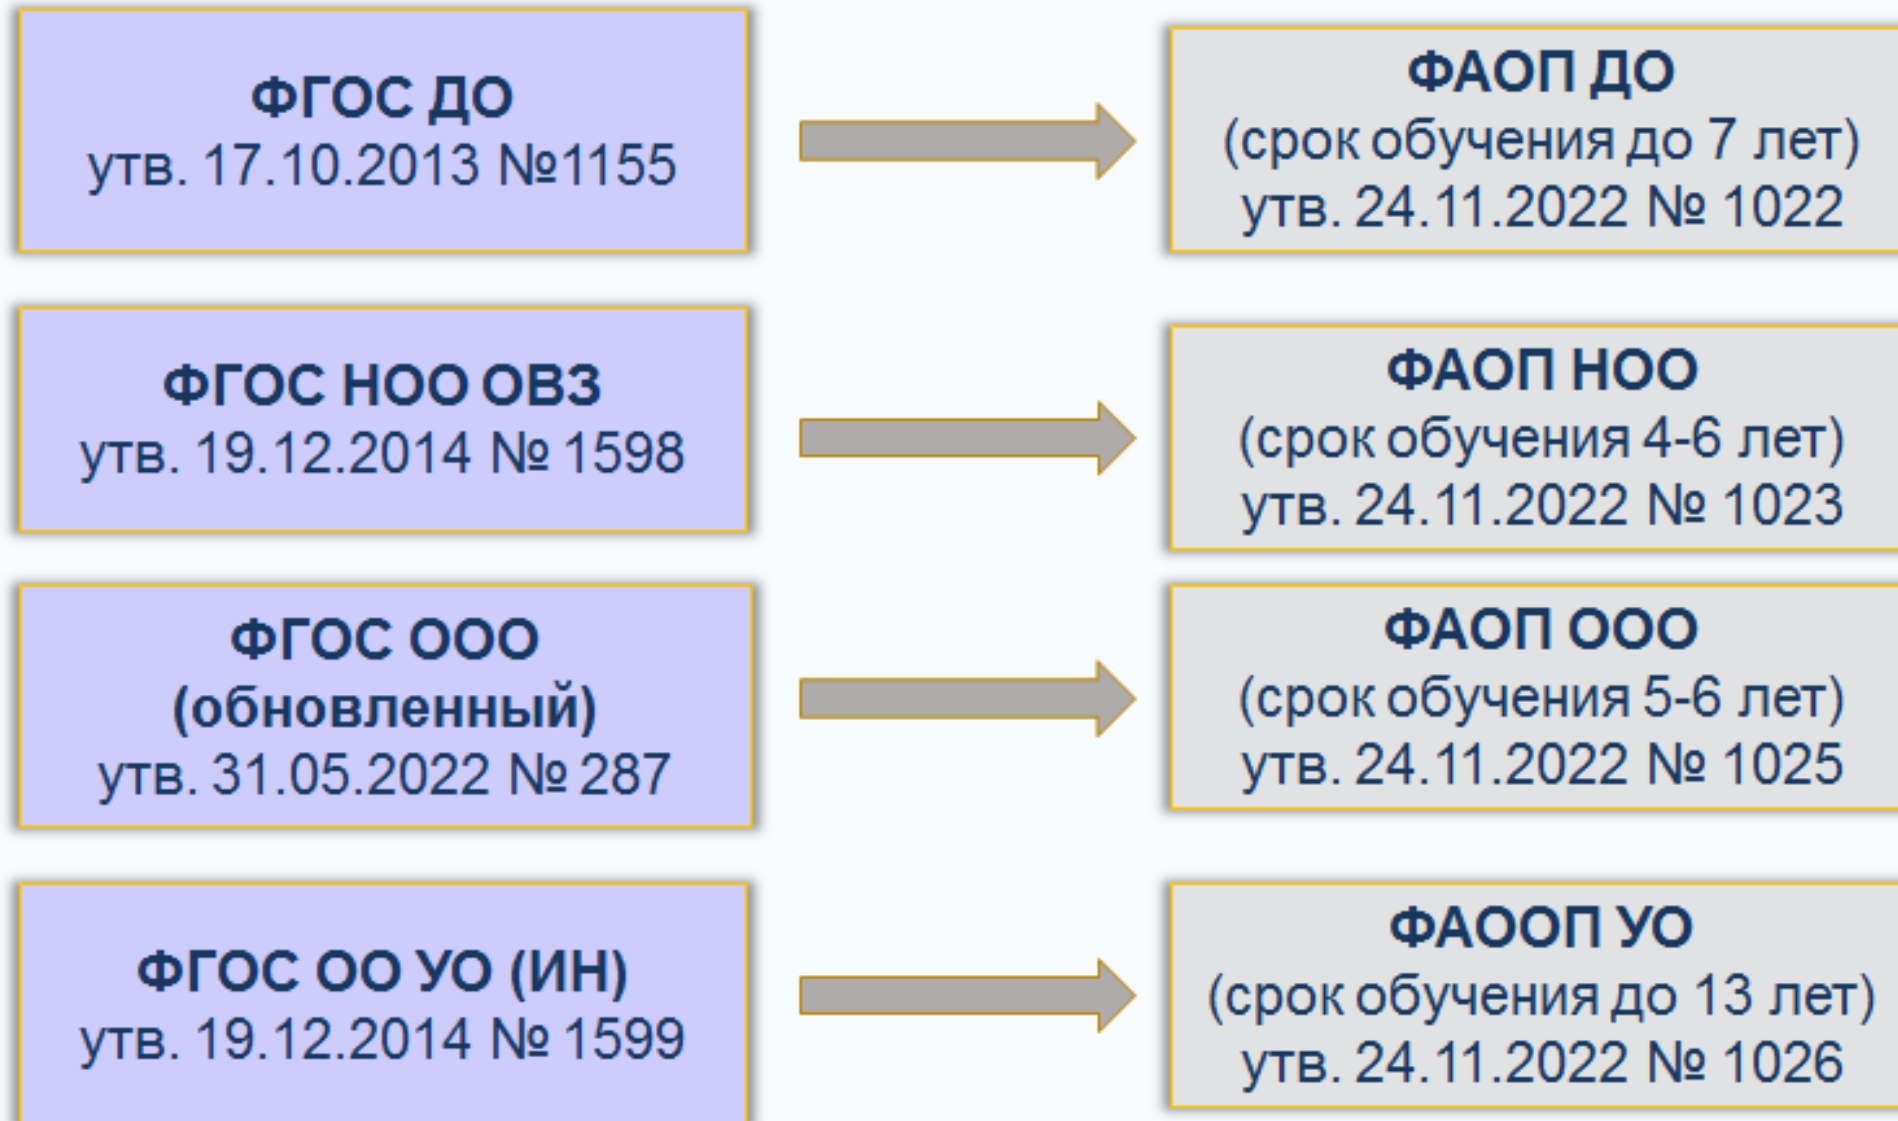 ФГОС ДО
утв. 17.10.2013 №1155
ФАОП ДО
(срок обучения до 7 лет)
утв. 24.11.2022 № 1022
ФГОС НОО ОВЗ
утв. 19.12.2014 № 1598
ФАОП НОО
(срок обучения 4-6 лет)
утв. 24.11.2022 № 1023
ФГОС ООО
(обновленный)
утв. 31.05.2022 № 287
ФАОП ООО
(срок обучения 5-6 лет)
утв. 24.11.2022 № 1025
ФГОС ОО УО (ИН)
утв. 19.12.2014 № 1599
ФАООП УО
(срок обучения до 13 лет)
утв. 24.11.2022 № 1026